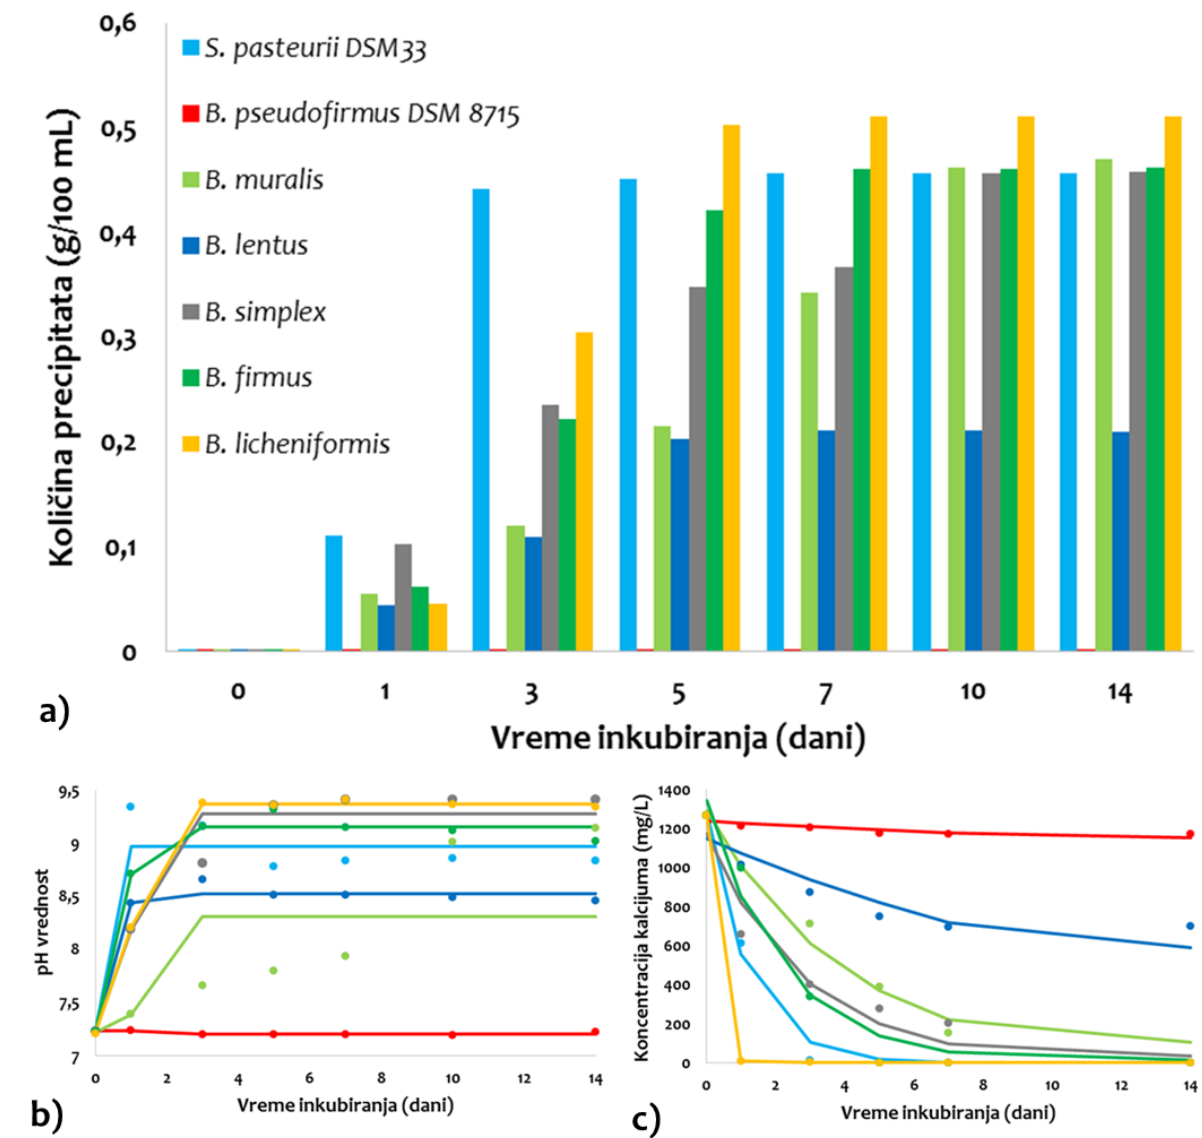 0,6
S. pasteurii DSM33
B. pseudofirmus DSM 8715
0,5
B. muralis
0,4
B. lentus
B. simplex
0,3
B. firmus
0,2
B. licheniformis
0,1
0
Količina precipitata (g/100 mL)
0 1 3 5 7 10 14
Vreme inkubiranja (dani)
a)
9,5
9
8,5
8
7,5
7
pH vrednost
0 2 4 6 8 10 12 14
Vreme inkubiranja (dani)
b)
1400
1200
1000
800
600
400
200
0
Koncentracija kalcijuma (mg/L)
0 2 4 6 8 10 12 14
Vreme inkubiranja (dani)
c)